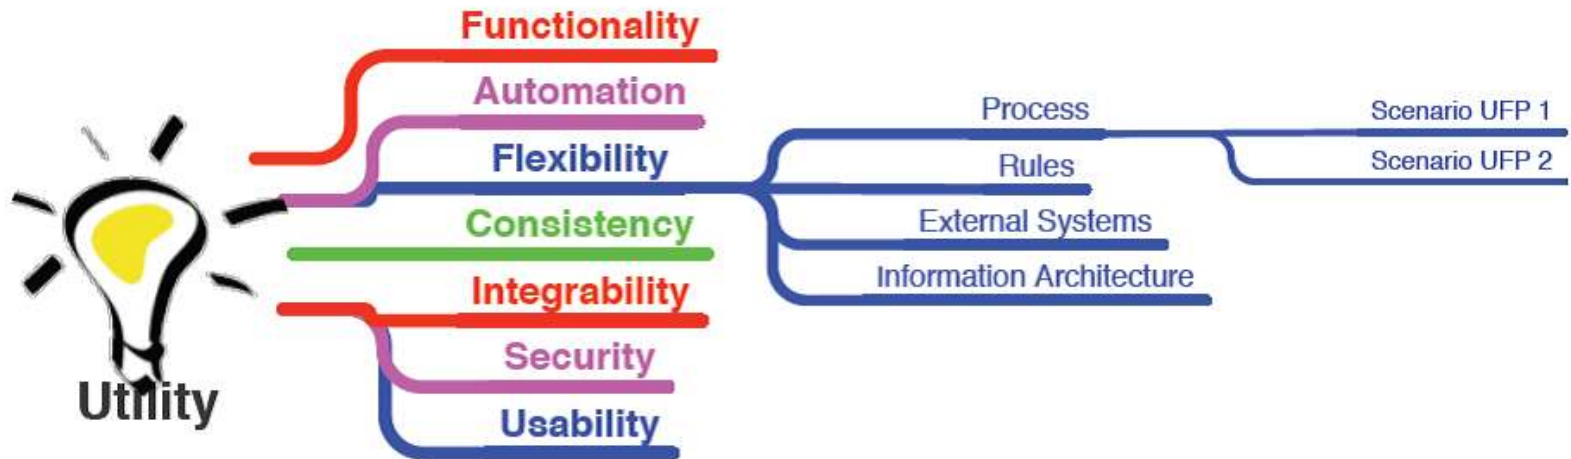 Functionality
Automation
Flexibility
Consistency
Integrability
Security
Usability
Utility
Process
Rules
External Systems
Information Architecture
Scenario UFP 1
Scenario UFP 2